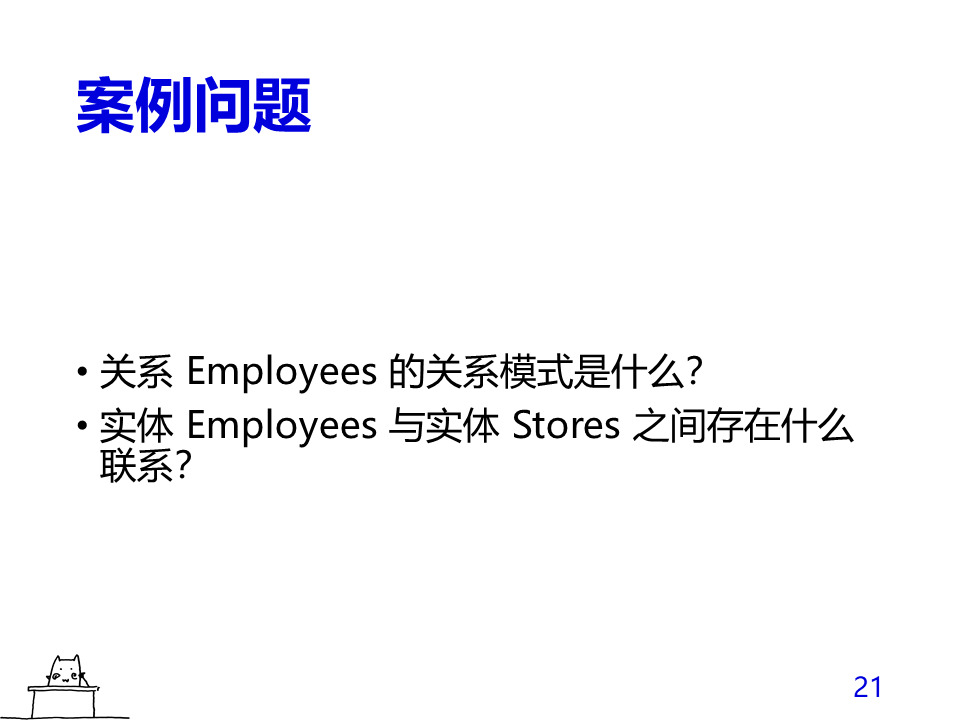 案例问题
• 关系 Employees 的关系模式是什么?
• 实体 Employees 与实体 Stores 之间存在什么
联系?
21